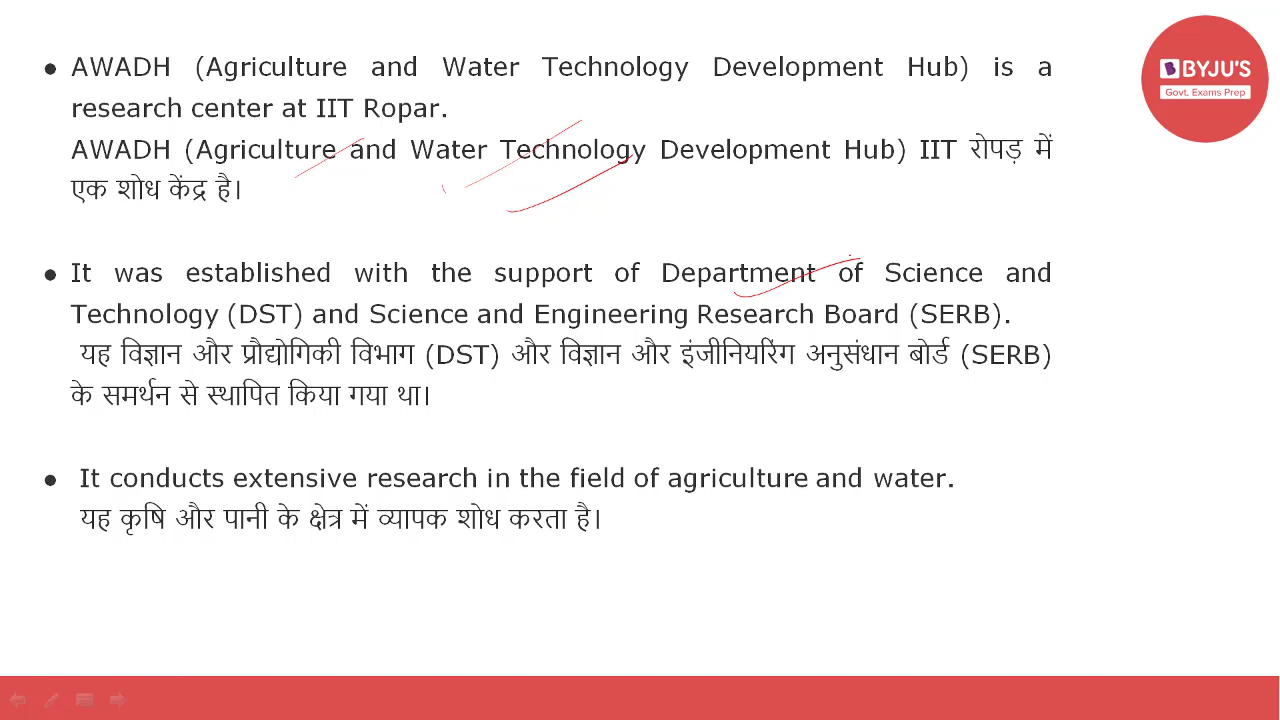 ● AWADH (Agriculture and Water Technology Development Hub) is a
research center at IIT Ropar.
AWADH (Agriculture and Water Technology Development Hub) IIT रोपड़ में
एक शोध केंद्र है।
● It was established with the support of Department of Science and
Technology (DST) and Science and Engineering Research Board (SERB).
यह विज्ञान और प्रौद्योगिकी विभाग (DST) और विज्ञान और इंजीनियरिंग अनुसंधान बोर्ड (SERB)
के समर्थन से स्थापित किया गया था।
● It conducts extensive research in the field of agriculture and water.
यह कृषि और पानी के क्षेत्र में व्यापक शोध करता है।
BYJU'S
Govt. Exams Prep